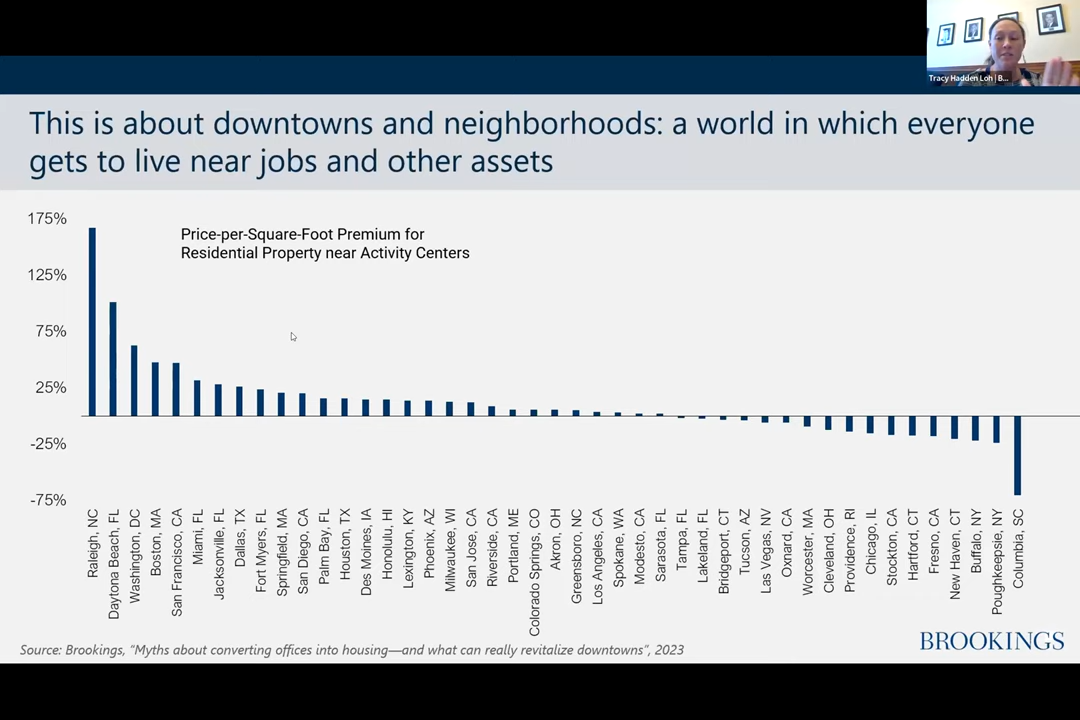 Tracy Hadden Loh | B...
This is about downtowns and neighborhoods: a world in which everyone
gets to live near jobs and other assets
Price-per-Square-Foot Premium for
Residential Property near Activity Centers
175%
125%
75%
25%
-25%
-75%
Raleigh, NC
Daytona Beach, FL
Washington, DC
Boston, MA
San Francisco, CA
Miami, FL
Jacksonville, FL
Dallas, TX
Fort Myers, FL
Springfield, MA
San Diego, CA
Palm Bay, FL
Houston, TX
Des Moines, IA
Honolulu, HI
Lexington, KY
Phoenix, AZ
Milwaukee, WI
San Jose, CA
Riverside, CA
Portland, ME
Colorado Springs, CO
Akron, OH
Greensboro, NC
Los Angeles, CA
Spokane, WA
Modesto, CA
Sarasota, FL
Tampa, FL
Lakeland, FL
Bridgeport, CT
Tucson, AZ
Las Vegas, NV
Oxnard, CA
Worcester, MA
Cleveland, OH
Providence, RI
Chicago, IL
Stockton, CA
Hartford, CT
Fresno, CA
New Haven, CT
Buffalo, NY
Poughkeepsie, NY
Columbia, SC
Source: Brookings, "Myths about converting offices into housing—and what can really revitalize downtowns", 2023
BROOKINGS